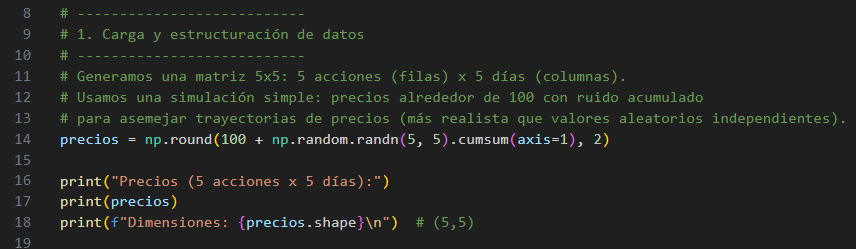 8 # ---------------------------
9 # 1. Carga y estructuración de datos
10 # ---------------------------
11 # Generamos una matriz 5x5: 5 acciones (filas) x 5 días (columnas).
12 # Usamos una simulación simple: precios alrededor de 100 con ruido acumulado
13 # para asemejar trayectorias de precios (más realista que valores aleatorios independientes).
14 precios = np.round(100 + np.random.randn(5, 5).cumsum(axis=1), 2)
15
16 print("Precios (5 acciones x 5 días):")
17 print(precios)
18 print(f"Dimensiones: {precios.shape}\n")  # (5,5)
19